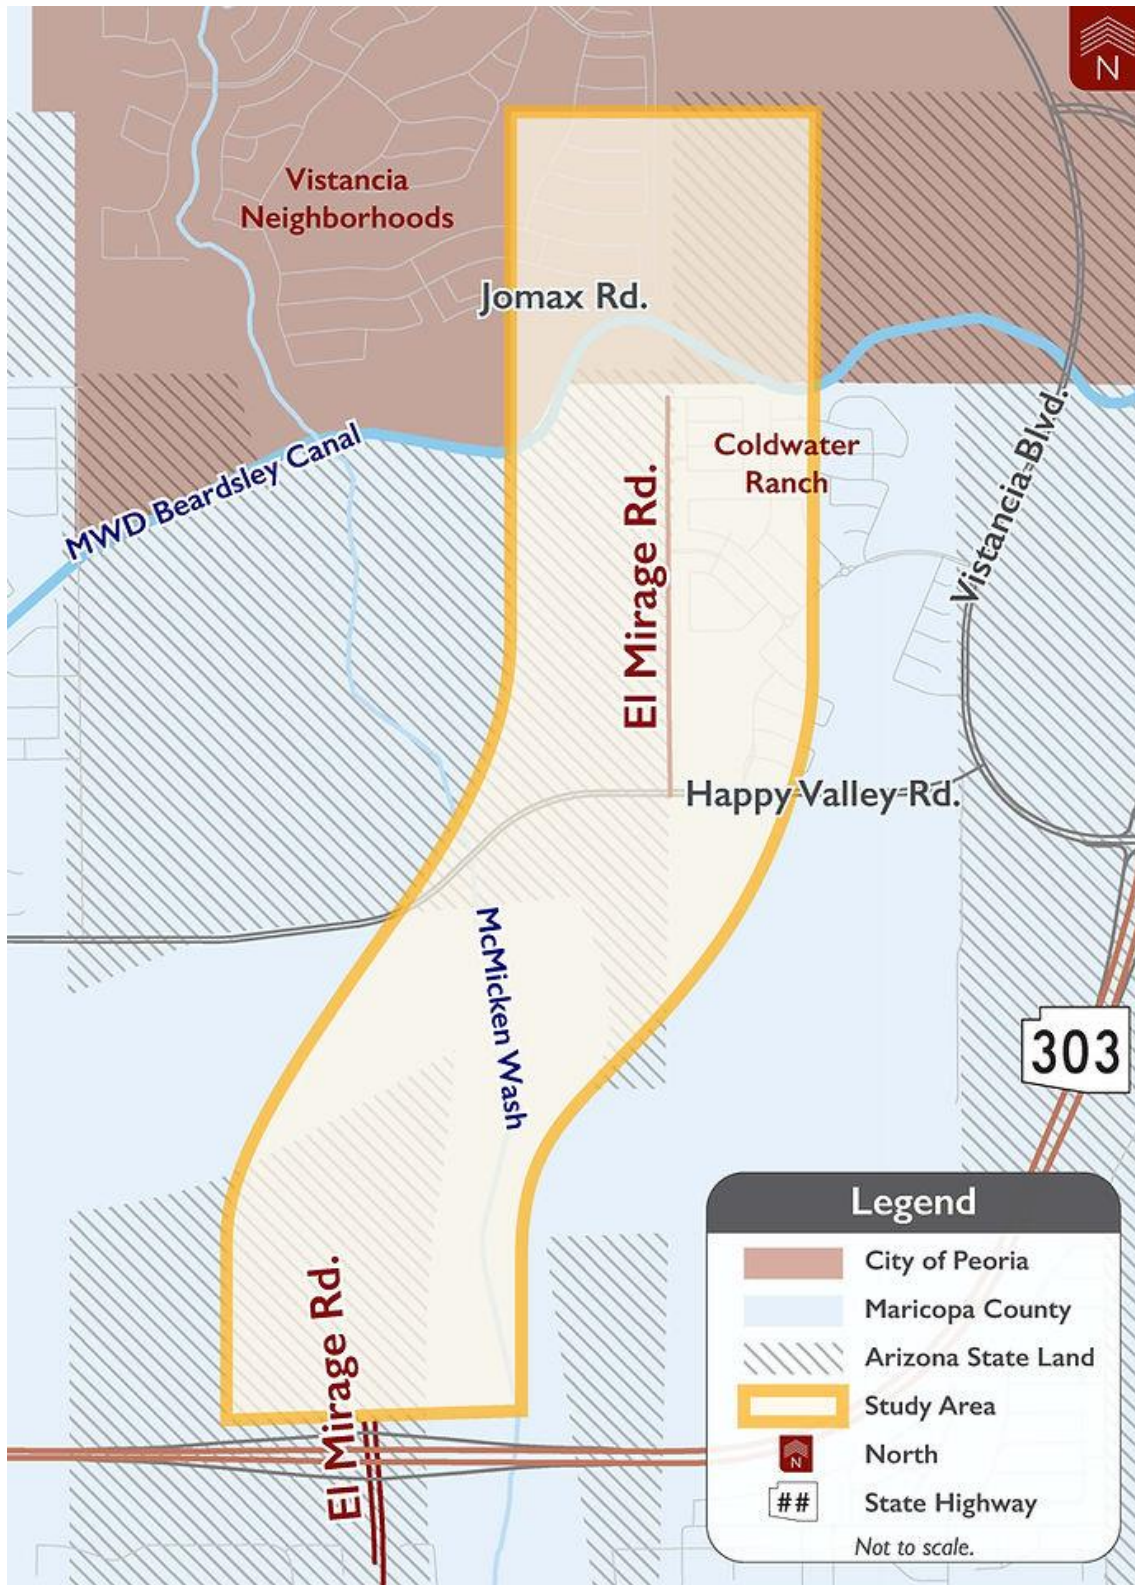 N
Vistancia
Neighborhoods
Jomax Rd.
MWD Beardsley Canal
Coldwater
Ranch
El Mirage Rd.
Vistancia Blvd.
Happy Valley Rd.
McMicken Wash
303
El Mirage Rd.
Legend
City of Peoria
Maricopa County
Arizona State Land
Study Area
N
North
##
State Highway
Not to scale.